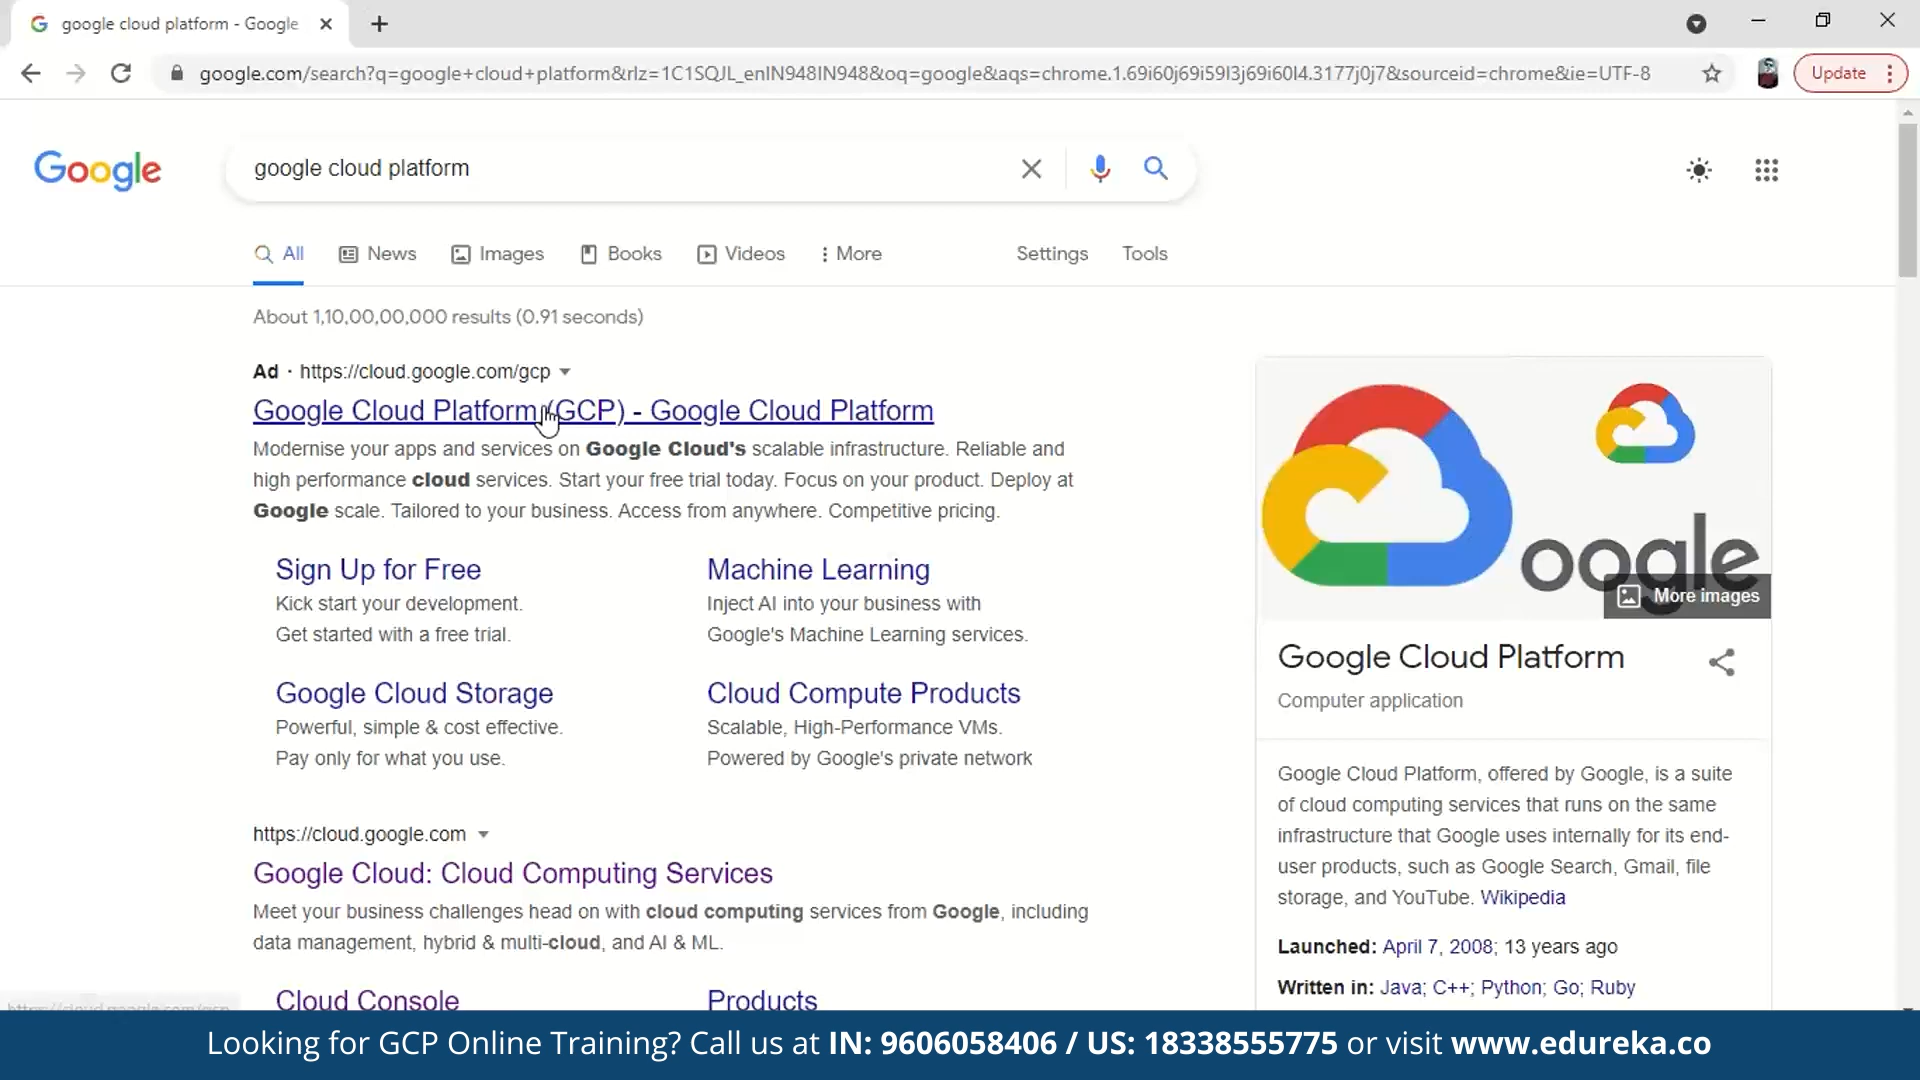 google cloud platform - Google
google.com/search?q=google+cloud+platform&rlz=1C1SQJL_enIN948IN948&oq=google&aqs=chrome.1.69i60j69i59l3j69i60l4.3177j0j7&sourceid=chrome&ie=UTF-8
Update
Google
google cloud platform
All News Images Books Videos More Settings Tools
About 1,10,00,00,000 results (0.91 seconds)
Ad · https://cloud.google.com/gcp
Google Cloud Platform (GCP) - Google Cloud Platform
Modernise your apps and services on Google Cloud's scalable infrastructure. Reliable and
high performance cloud services. Start your free trial today. Focus on your product. Deploy at
Google scale. Tailored to your business. Access from anywhere. Competitive pricing.
Sign Up for Free
Kick start your development.
Get started with a free trial.
Machine Learning
Inject AI into your business with
Google's Machine Learning services.
Google Cloud Storage
Powerful, simple & cost effective.
Pay only for what you use.
Cloud Compute Products
Scalable, High-Performance VMs.
Powered by Google's private network
https://cloud.google.com
Google Cloud: Cloud Computing Services
Meet your business challenges head on with cloud computing services from Google, including
data management, hybrid & multi-cloud, and AI & ML.
Cloud Console
Products
oogle
More images
Google Cloud Platform
Computer application
Google Cloud Platform, offered by Google, is a suite
of cloud computing services that runs on the same
infrastructure that Google uses internally for its end-
user products, such as Google Search, Gmail, file
storage, and YouTube. Wikipedia
Launched: April 7, 2008; 13 years ago
Written in: Java; C++; Python; Go; Ruby
https://cloud.google.com/gcp
Looking for GCP Online Training? Call us at IN: 9606058406 / US: 18338555775 or visit www.edureka.co